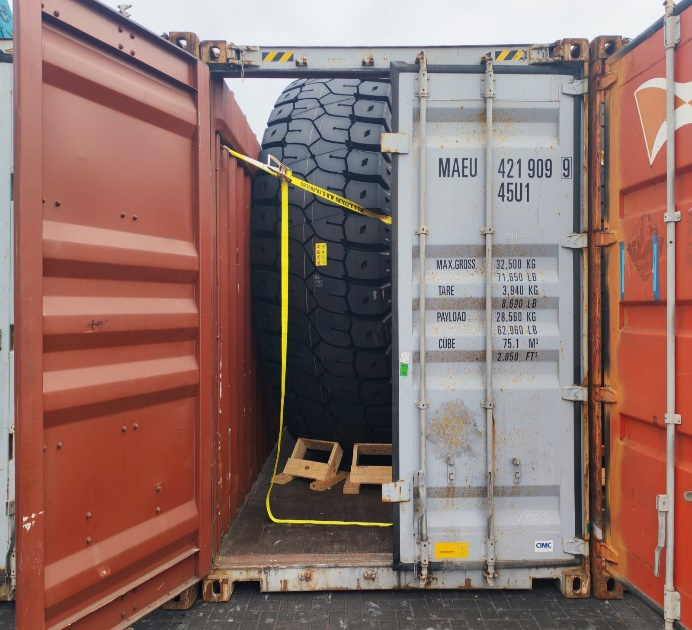 MAEU 421 909 9
45U1
MAX.GROSS 32,500 KG
71,650 LB
TARE 3,940 KG
8,690 LB
PAYLOAD 28,560 KG
62,960 LB
CUBE 75.1 M³
2,650 FT³
CIMC